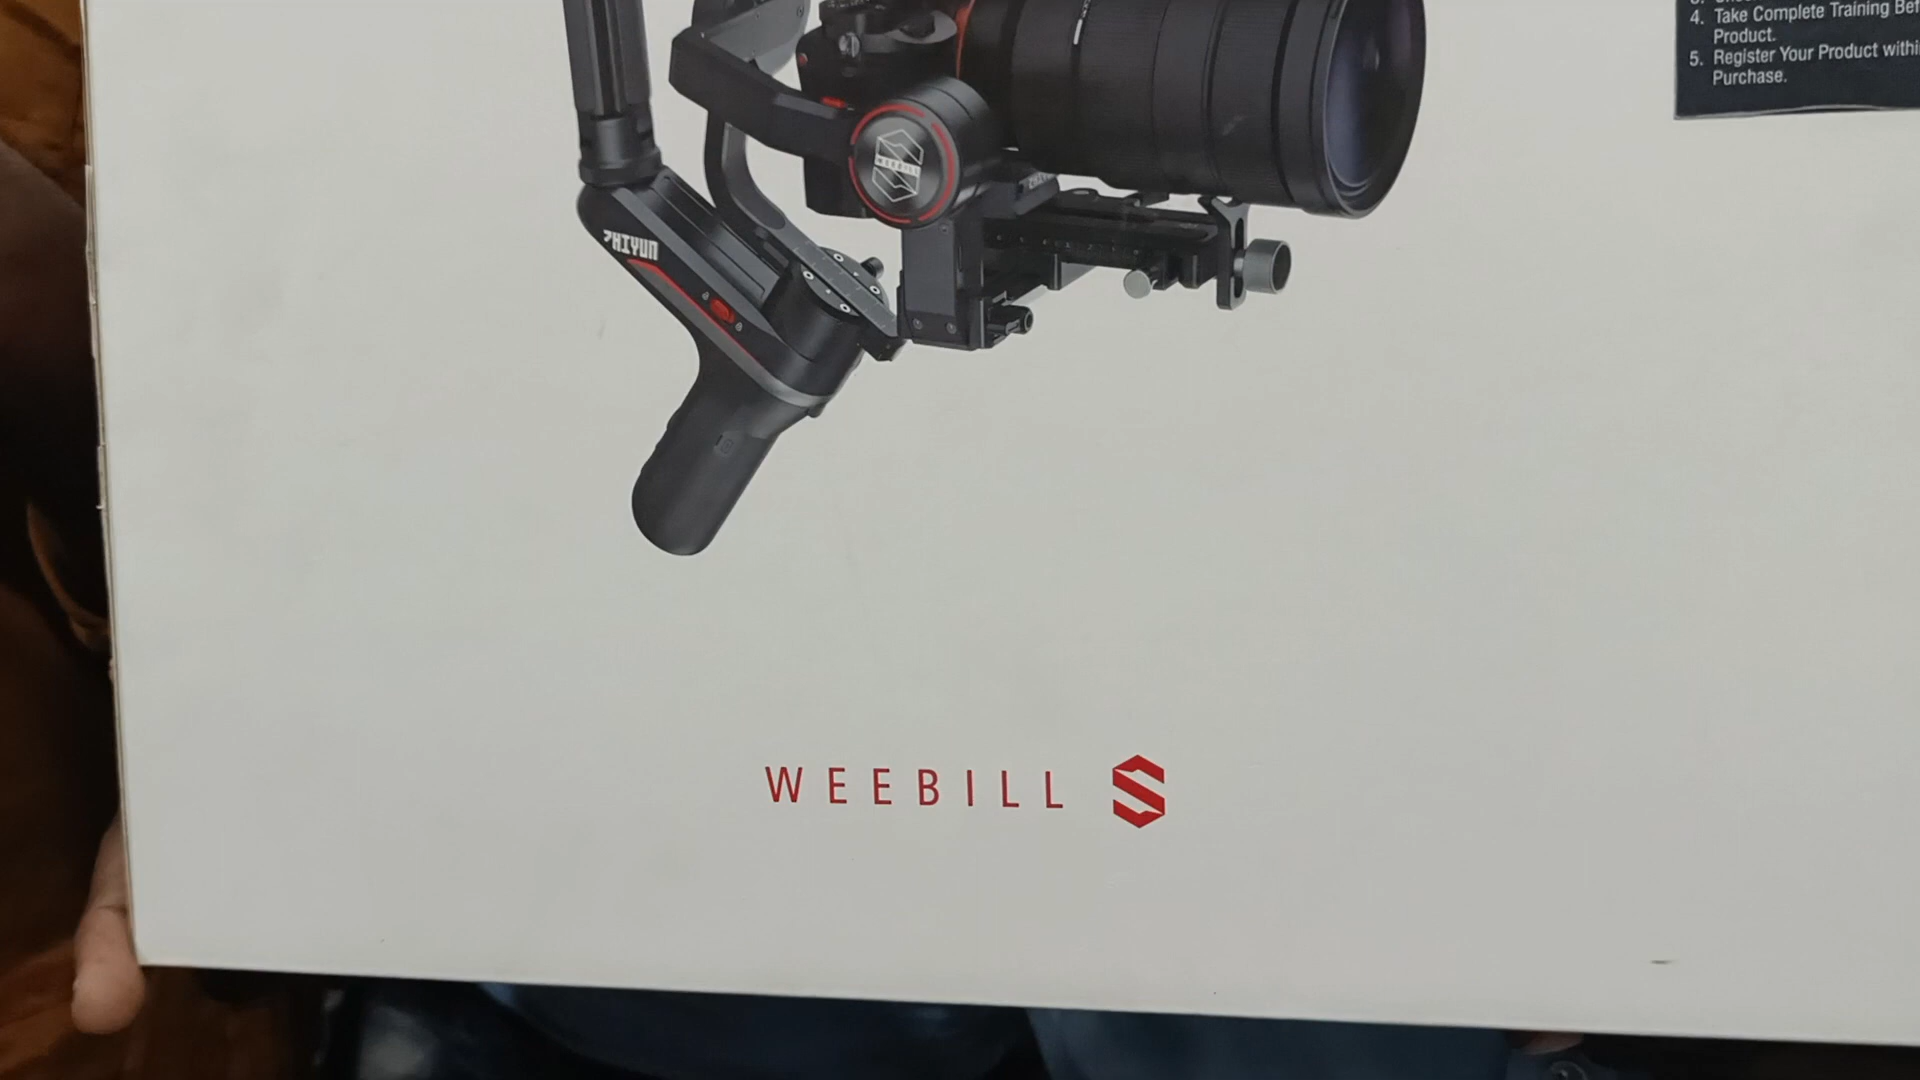 4. Take Complete Training
Product.
5. Register Your Product
Purchase.
WEEBILL
ZHIYUN
WEEBILL S